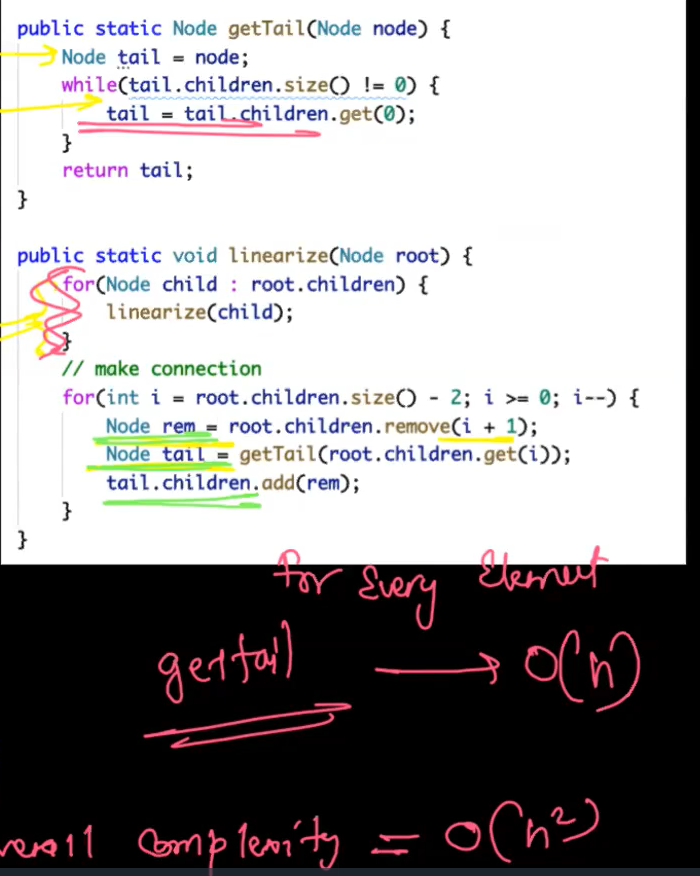 public static Node getTail(Node node) {
Node tail = node;
while(tail.children.size() != 0) {
tail = tail.children.get(0);
}
return tail;
}
public static void linearize(Node root) {
for(Node child : root.children) {
linearize(child);
}
// make connection
for(int i = root.children.size() - 2; i >= 0; i--) {
Node rem = root.children.remove(i + 1);
Node tail = getTail(root.children.get(i));
tail.children.add(rem);
}
}
for Every Element
gettail → O(n)
verall complexity = O(n²)